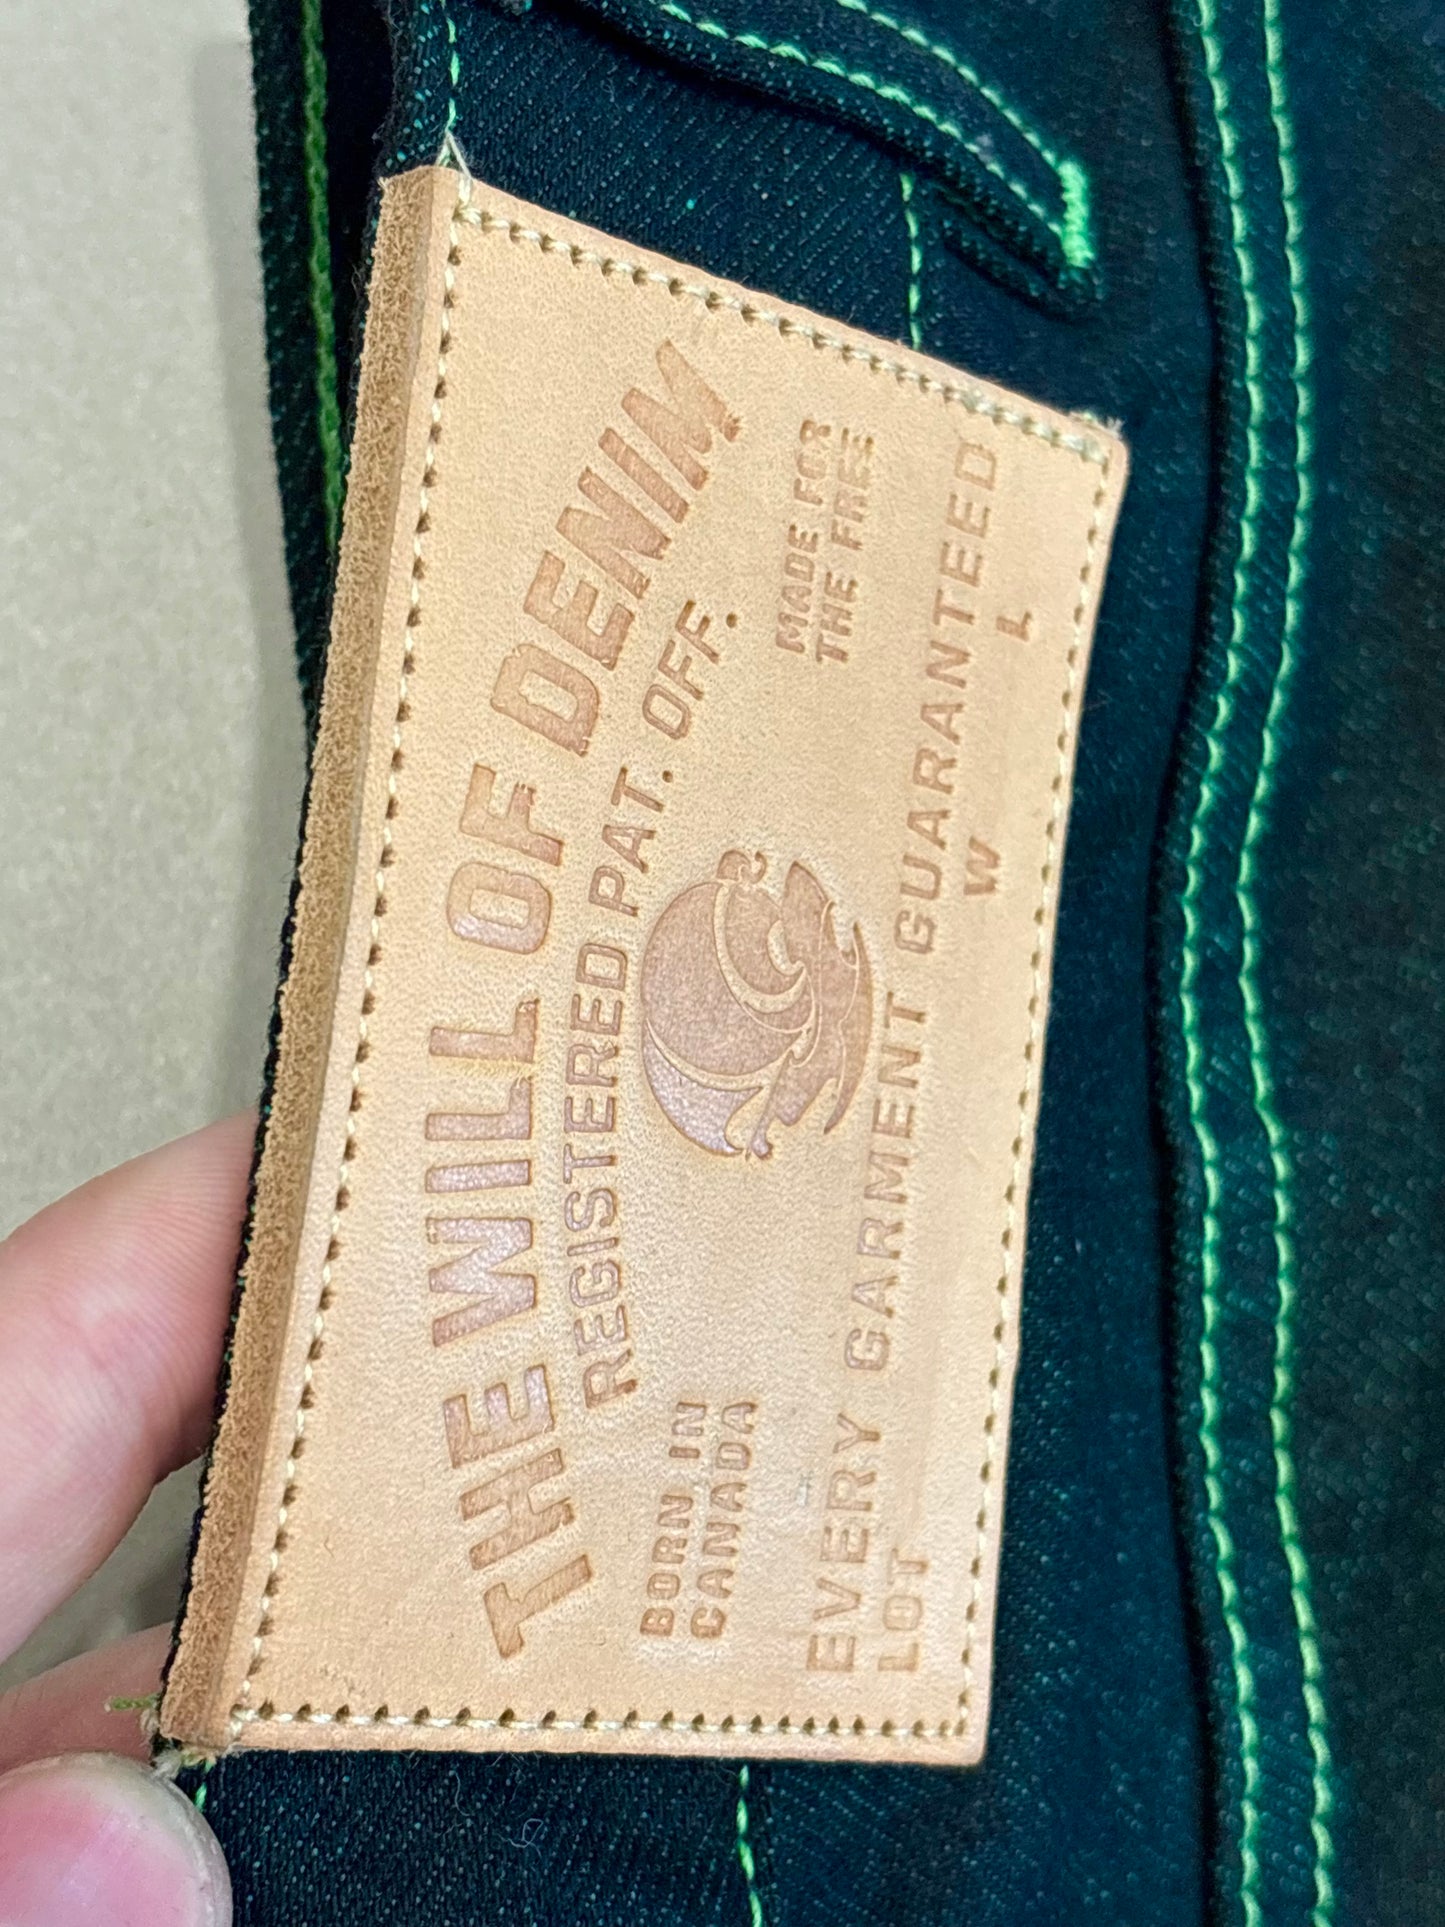 THE WILL OF DENIM
REGISTERED PAT. OFF.
BORN IN
CANADA
MADE FOR
THE FREE
EVERY GARMENT GUARANTEED
LOT W L